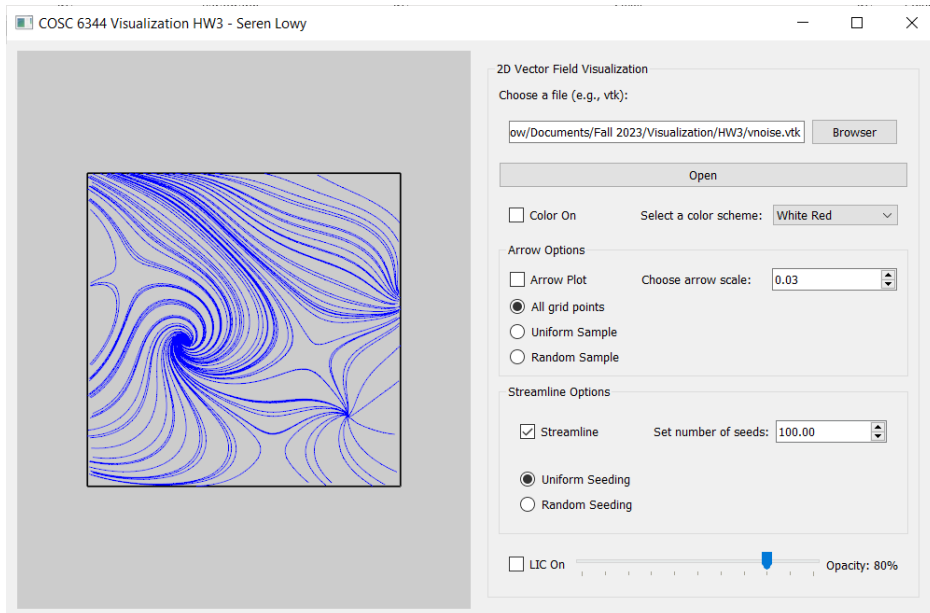 COSC 6344 Visualization HW3 - Seren Lowy
2D Vector Field Visualization
Choose a file (e.g., vtk):
ow/Documents/Fall 2023/Visualization/HW3/vnoise.vtk Browser
Open
Color On Select a color scheme: White Red
Arrow Options
Arrow Plot Choose arrow scale: 0.03
All grid points
Uniform Sample
Random Sample
Streamline Options
Streamline Set number of seeds: 100.00
Uniform Seeding
Random Seeding
LIC On Opacity: 80%